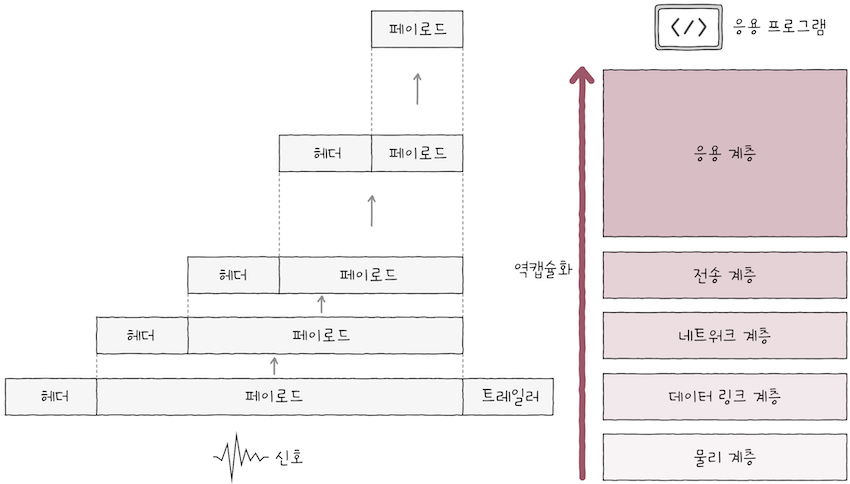 페이로드
</> 응용 프로그램
헤더 페이로드
응용 계층
헤더 페이로드
역캡슐화
전송 계층
헤더 페이로드
네트워크 계층
헤더 페이로드 트레일러
데이터 링크 계층
신호
물리 계층